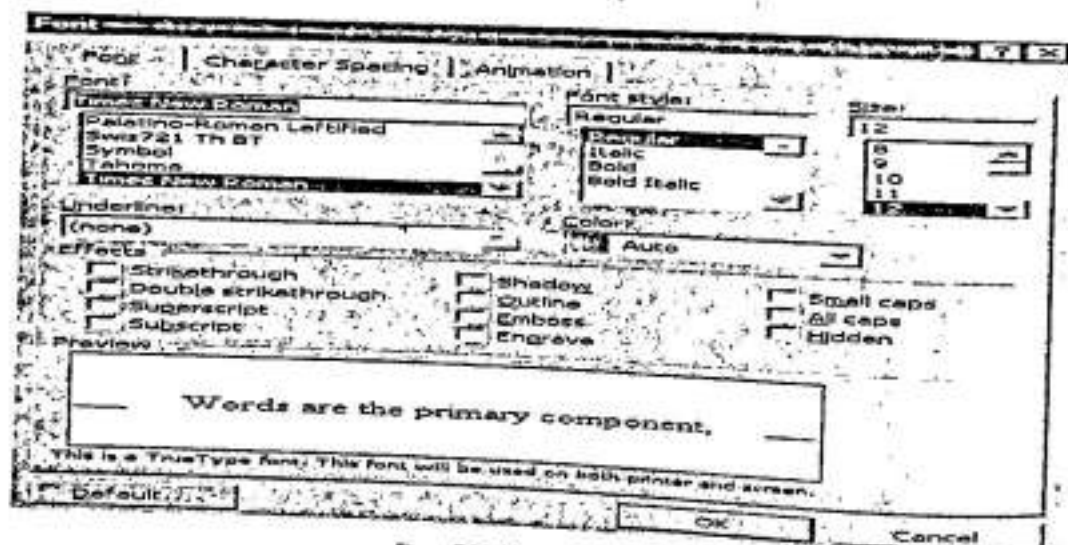 Font
Font
Character Spacing
Animation
Font:
Times New Roman
Palatino-Roman Leftified
Swis721 Th BT
Symbol
Tahoma
Times New Roman
Font style:
Regular
Regular
Italic
Bold
Bold Italic
Size:
12
8
9
10
11
12
Underline:
(none)
Color:
Auto
Effects
Strikethrough
Double strikethrough
Superscript
Subscript
Shadow
Outline
Emboss
Engrave
Small caps
All caps
Hidden
Preview
Words are the primary component,
This is a TrueType font. This font will be used on both printer and screen.
Default...
OK
Cancel